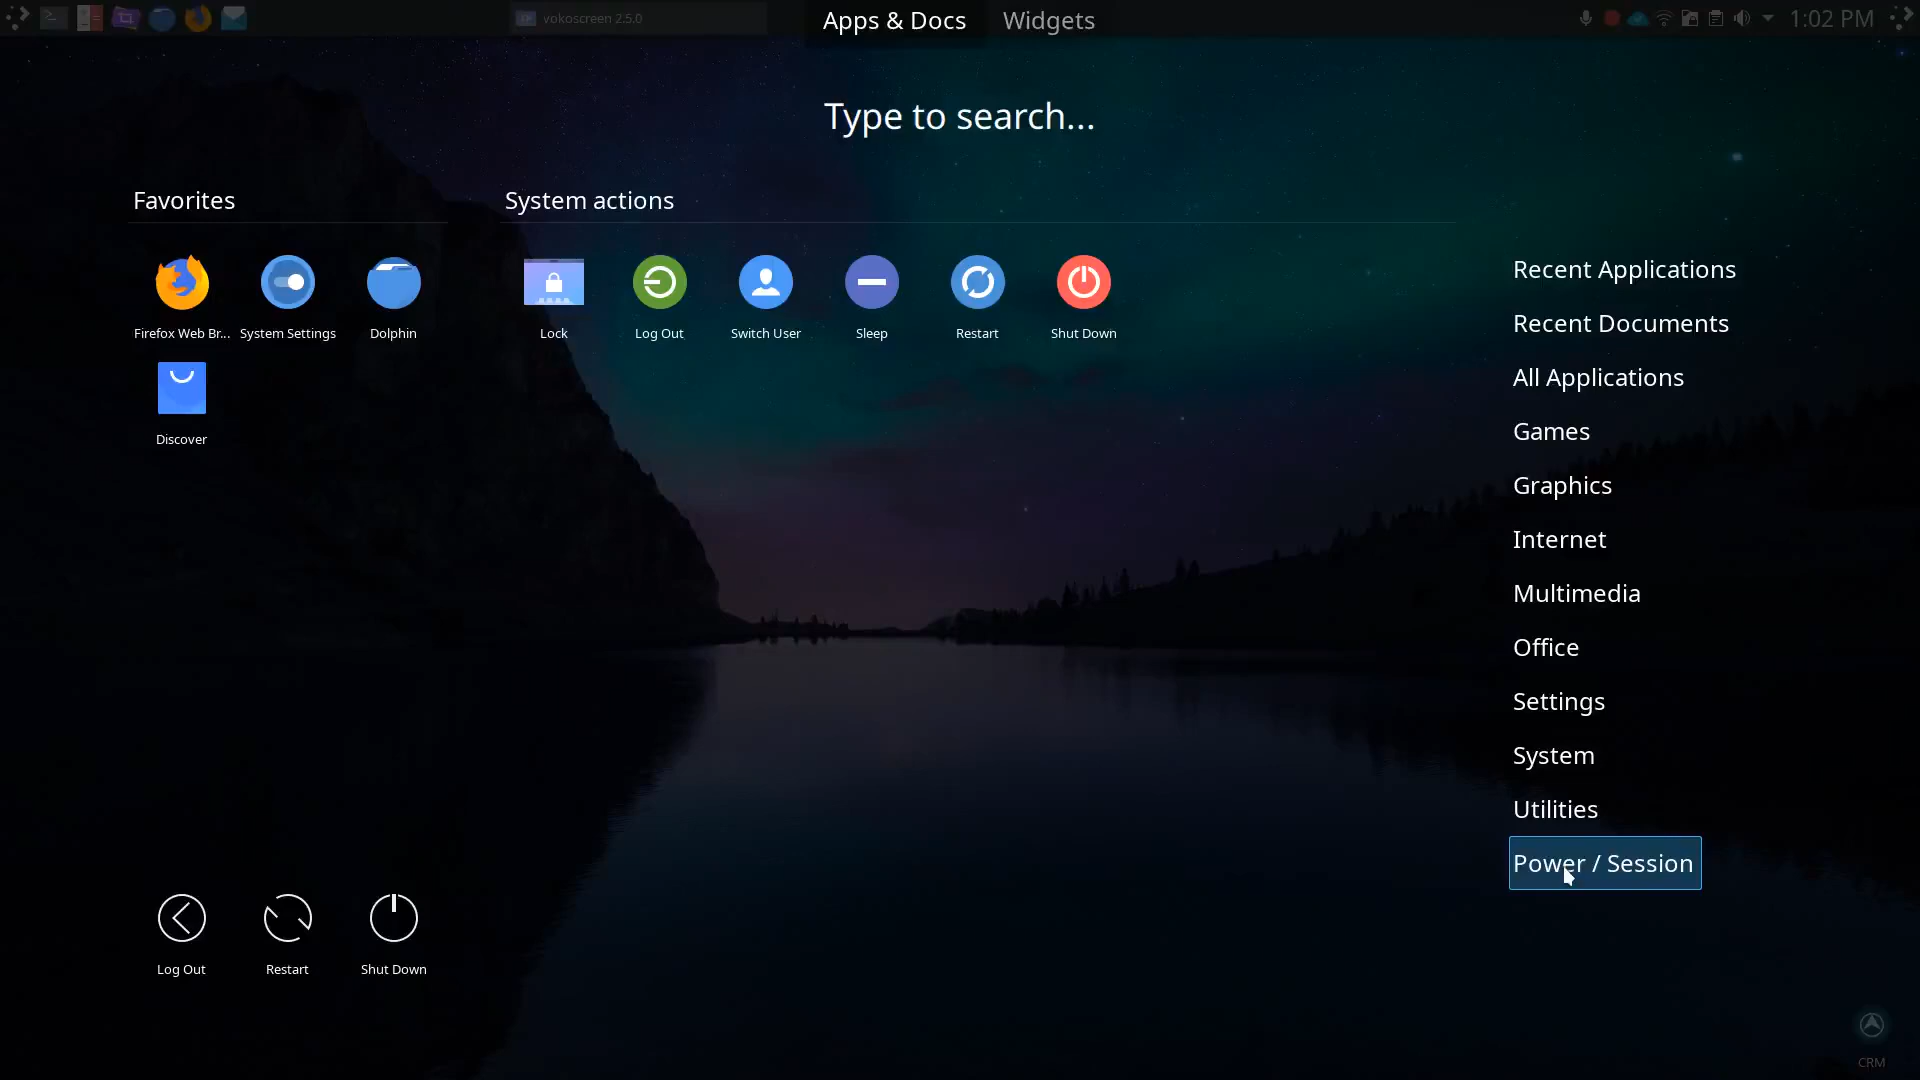 vokoscreen 2.5.0
Apps & Docs
Widgets
1:02 PM
Type to search...
Favorites
System actions
Firefox Web Br...
System Settings
Dolphin
Lock
Log Out
Switch User
Sleep
Restart
Shut Down
Discover
Recent Applications
Recent Documents
All Applications
Games
Graphics
Internet
Multimedia
Office
Settings
System
Utilities
Power / Session
Log Out
Restart
Shut Down
CRM